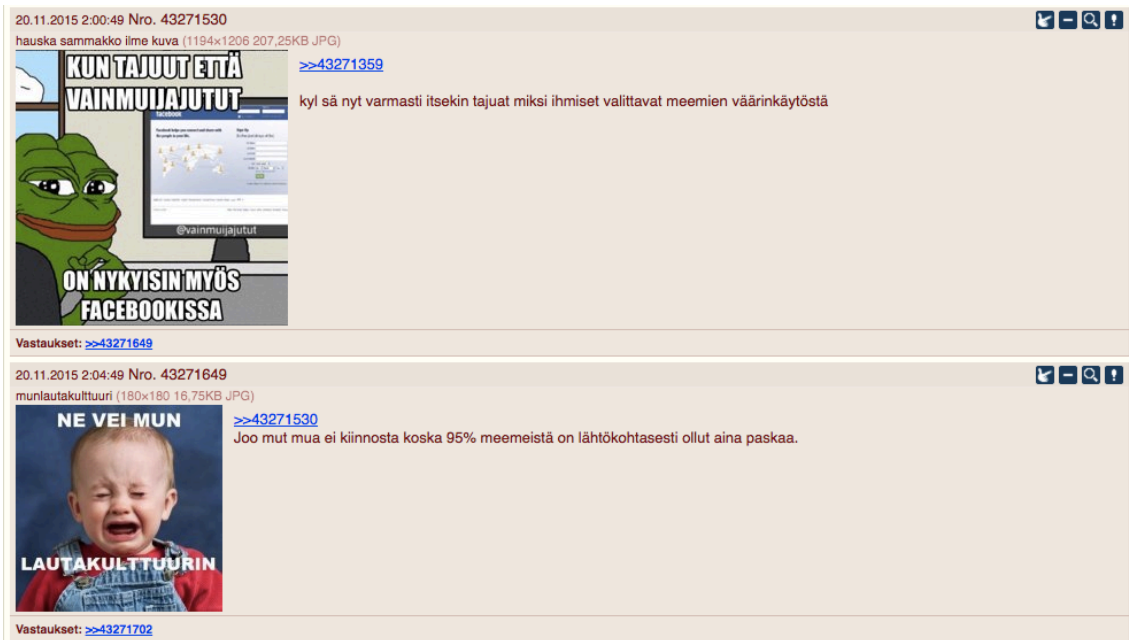 20.11.2015 2:00:49 Nro. 43271530
hauska sammakko ilme kuva (1194×1206 207,25KB JPG)
KUN TAJUUT ETTÄ
VAINMUIJAJUTUT
facebook
@vainmuijajutut
ON NYKYISIN MYÖS
FACEBOOKISSA
>>43271359
kyl sä nyt varmasti itsekin tajuat miksi ihmiset valittavat meemien väärinkäytöstä
Vastaukset: >>43271649
20.11.2015 2:04:49 Nro. 43271649
munlautakulttuuri (180×180 16,75KB JPG)
NE VEI MUN
LAUTAKULTTUURIN
>>43271530
Joo mut mua ei kiinnosta koska 95% meemeistä on lähtökohtasesti ollut aina paskaa.
Vastaukset: >>43271702